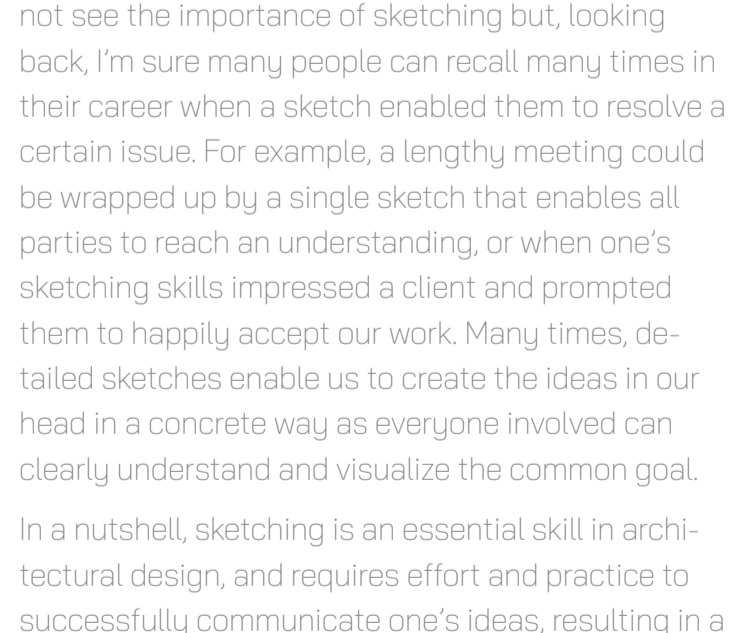 not see the importance of sketching but, looking
back, I’m sure many people can recall many times in
their career when a sketch enabled them to resolve a
certain issue. For example, a lengthy meeting could
be wrapped up by a single sketch that enables all
parties to reach an understanding, or when one’s
sketching skills impressed a client and prompted
them to happily accept our work. Many times, de-
tailed sketches enable us to create the ideas in our
head in a concrete way as everyone involved can
clearly understand and visualize the common goal.
In a nutshell, sketching is an essential skill in archi-
tectural design, and requires effort and practice to
successfully communicate one’s ideas, resulting in a